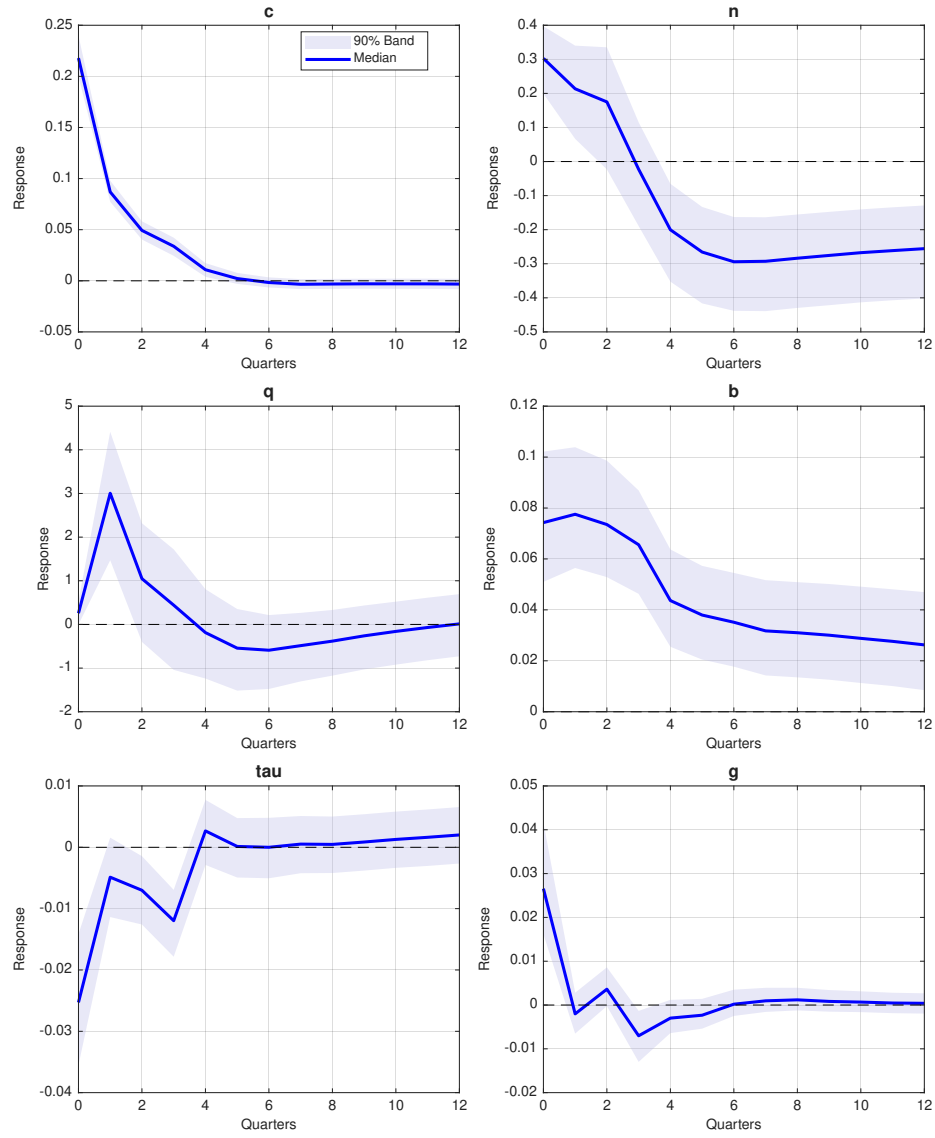 c
0.25
0.2
0.15
0.1
0.05
0
-0.05
Response
0 2 4 6 8 10 12
Quarters
90% Band
Median
n
0.4
0.3
0.2
0.1
0
-0.1
-0.2
-0.3
-0.4
-0.5
Response
0 2 4 6 8 10 12
Quarters
q
5
4
3
2
1
0
-1
-2
Response
0 2 4 6 8 10 12
Quarters
b
0.12
0.1
0.08
0.06
0.04
0.02
0
Response
0 2 4 6 8 10 12
Quarters
tau
0.01
0
-0.01
-0.02
-0.03
-0.04
Response
0 2 4 6 8 10 12
Quarters
g
0.05
0.04
0.03
0.02
0.01
0
-0.01
-0.02
Response
0 2 4 6 8 10 12
Quarters